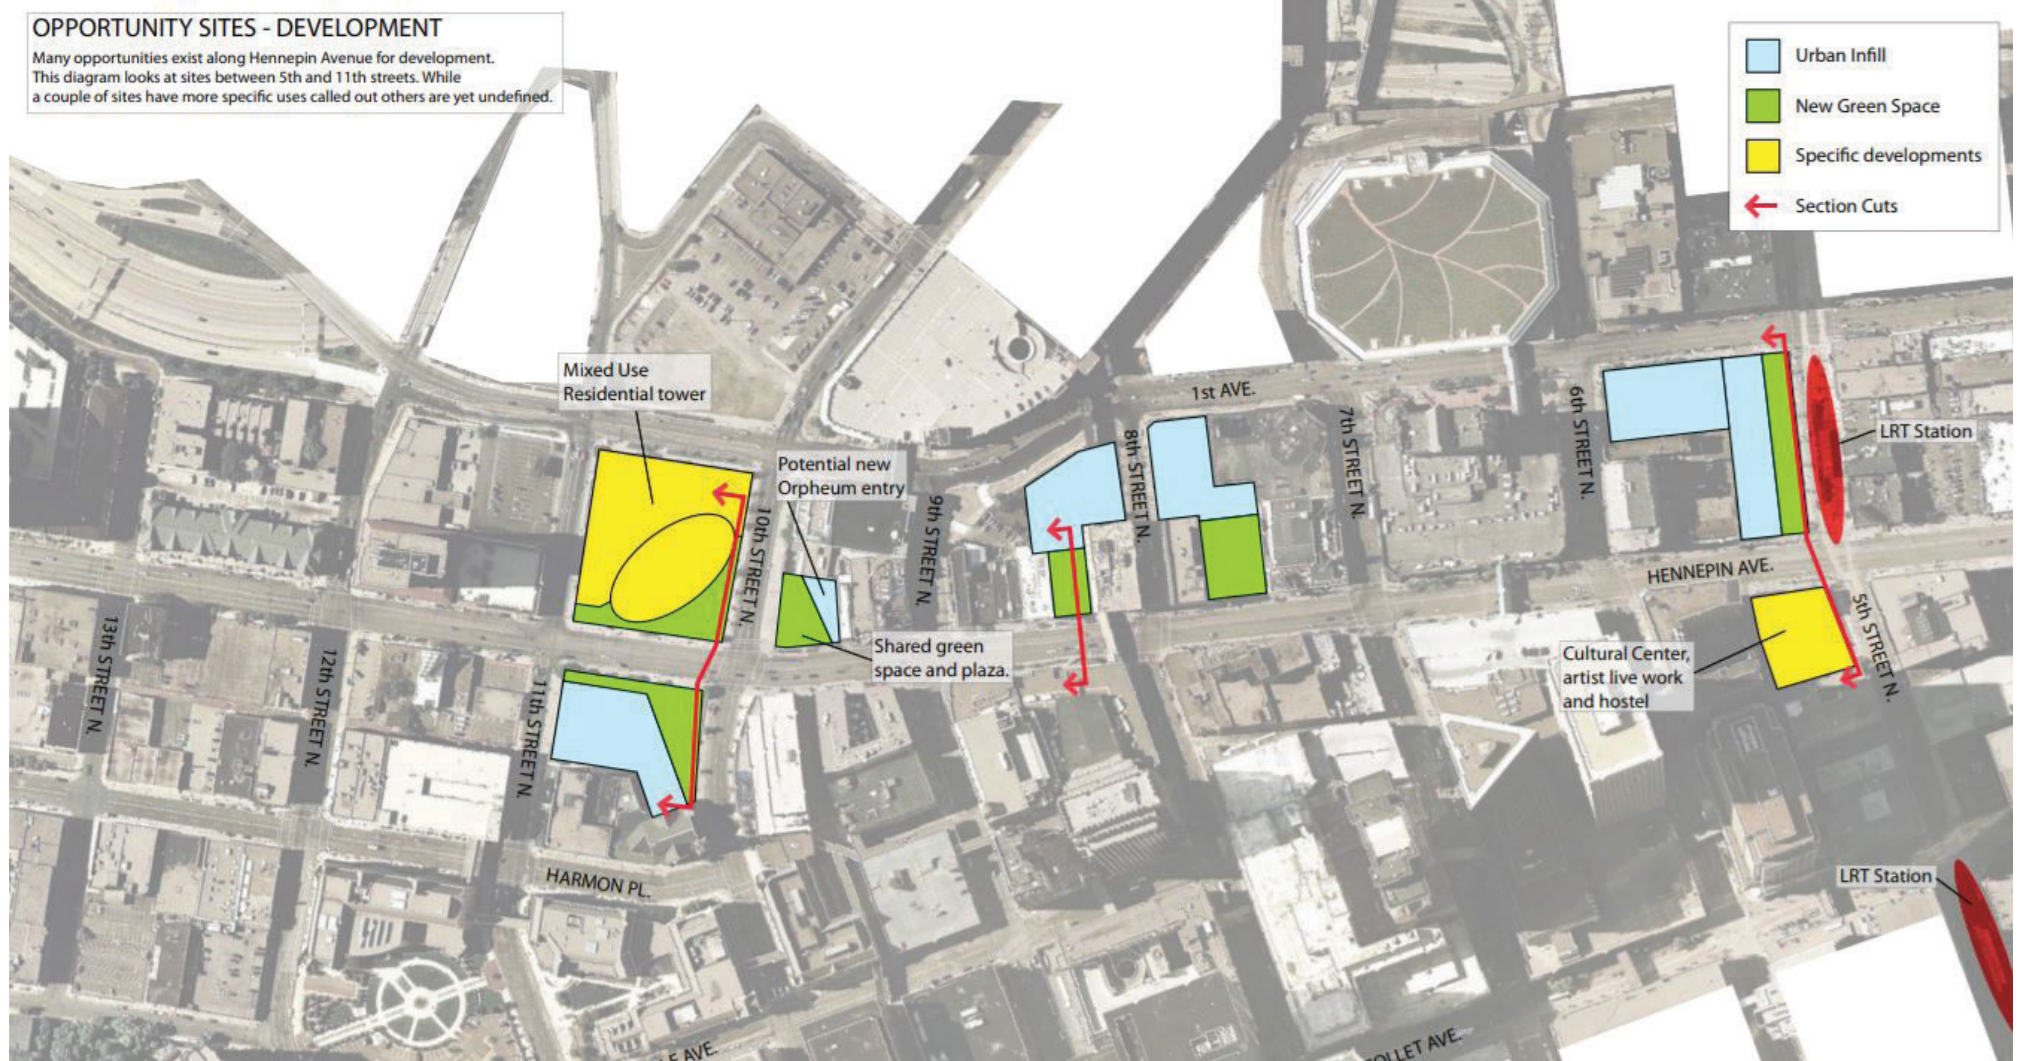 OPPORTUNITY SITES - DEVELOPMENT
Many opportunities exist along Hennepin Avenue for development.
This diagram looks at sites between 5th and 11th streets. While
a couple of sites have more specific uses called out others are yet undefined.
Urban Infill
New Green Space
Specific developments
Section Cuts
Mixed Use
Residential tower
Potential new
Orpheum entry
Shared green
space and plaza.
1st AVE.
LRT Station
HENNEPIN AVE.
Cultural Center,
artist live work
and hostel
13th STREET N.
12th STREET N.
11th STREET N.
10th STREET N.
9th STREET N.
8th STREET N.
7th STREET N.
6th STREET N.
5th STREET N.
HARMON PL.
LRT Station
E AVE.
OLLET AVE.